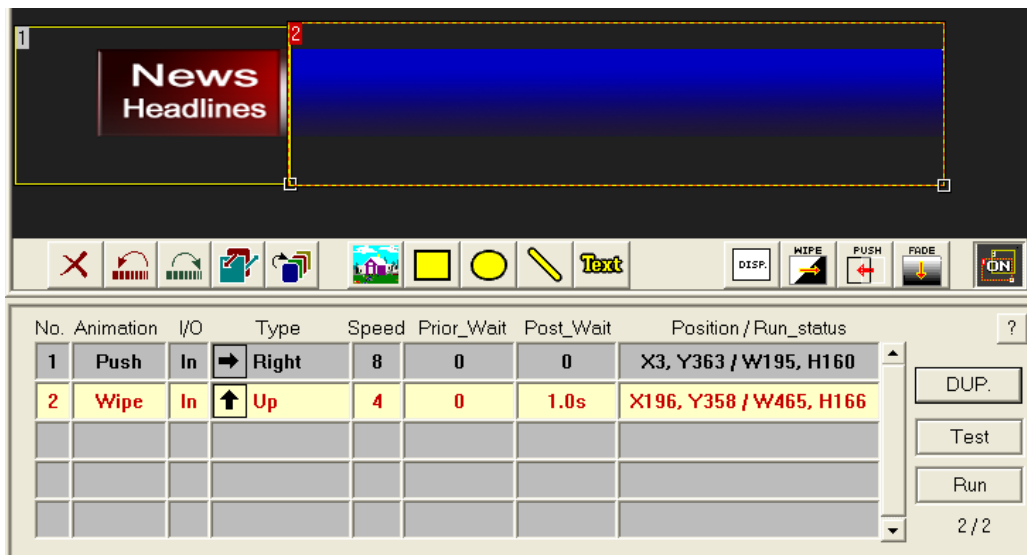 1
2
News
Headlines
Text
DISP.
WIPE
PUSH
FADE
ON
No. Animation I/O Type Speed Prior_Wait Post_Wait Position / Run_status ?
1 Push In Right 8 0 0 X3, Y363 / W195, H160
2 Wipe In Up 4 0 1.0s X196, Y358 / W465, H166
DUP.
Test
Run
2 / 2